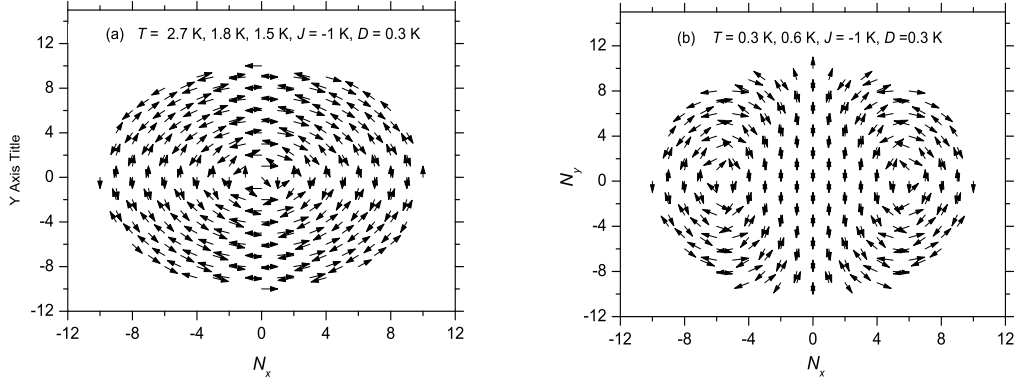 (a) T = 2.7 K, 1.8 K, 1.5 K, J = -1 K, D = 0.3 K
Y Axis Title
8
4
0
-4
-8
-12
-12 -8 -4 0 4 8 12
N_x
(b) T = 0.3 K, 0.6 K, J = -1 K, D =0.3 K
N_y
12
8
4
0
-4
-8
-12
-12 -8 -4 0 4 8 12
N_x